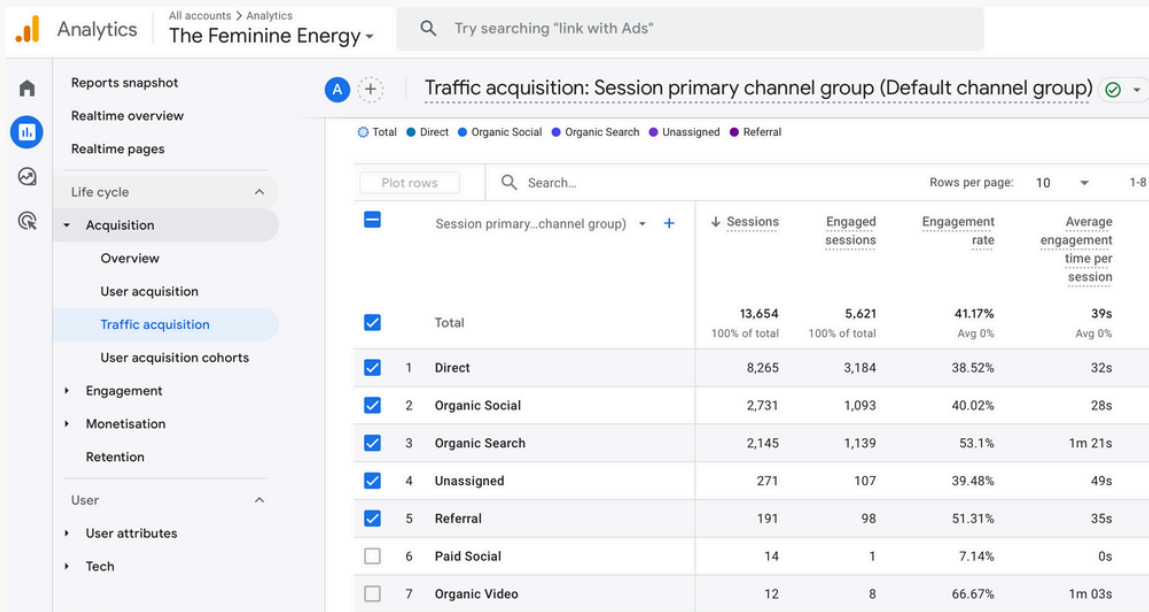 Analytics
All accounts > Analytics
The Feminine Energy
Try searching "link with Ads"
Reports snapshot
Realtime overview
Realtime pages
Life cycle
Acquisition
Overview
User acquisition
Traffic acquisition
User acquisition cohorts
Engagement
Monetisation
Retention
User
User attributes
Tech
A
Traffic acquisition: Session primary channel group (Default channel group)
Total Direct Organic Social Organic Search Unassigned Referral
Plot rows Search... Rows per page: 10 1-8
Session primary...channel group) + ↓ Sessions Engaged sessions Engagement rate Average engagement time per session
Total 13,654 5,621 41.17% 39s
100% of total 100% of total Avg 0% Avg 0%
1 Direct 8,265 3,184 38.52% 32s
2 Organic Social 2,731 1,093 40.02% 28s
3 Organic Search 2,145 1,139 53.1% 1m 21s
4 Unassigned 271 107 39.48% 49s
5 Referral 191 98 51.31% 35s
6 Paid Social 14 1 7.14% 0s
7 Organic Video 12 8 66.67% 1m 03s